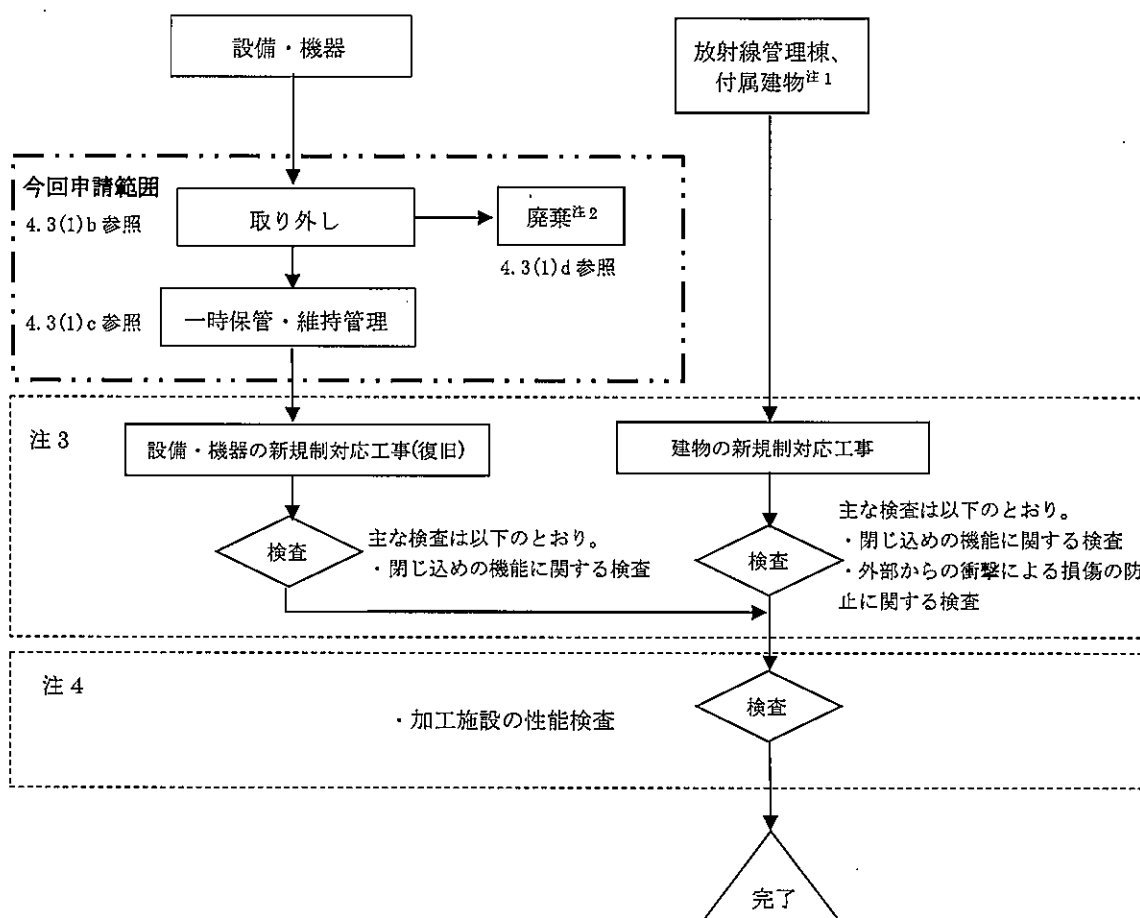 設備・機器
放射線管理棟、
付属建物注1
今回申請範囲
4.3(1)b 参照
取り外し
廃棄注2
4.3(1)d 参照
4.3(1)c 参照
一時保管・維持管理
注 3
設備・機器の新規制対応工事(復旧)
建物の新規制対応工事
検査
主な検査は以下のとおり。
・閉じ込めの機能に関する検査
検査
主な検査は以下のとおり。
・閉じ込めの機能に関する検査
・外部からの衝撃による損傷の防
止に関する検査
注 4
・加工施設の性能検査
検査
完了